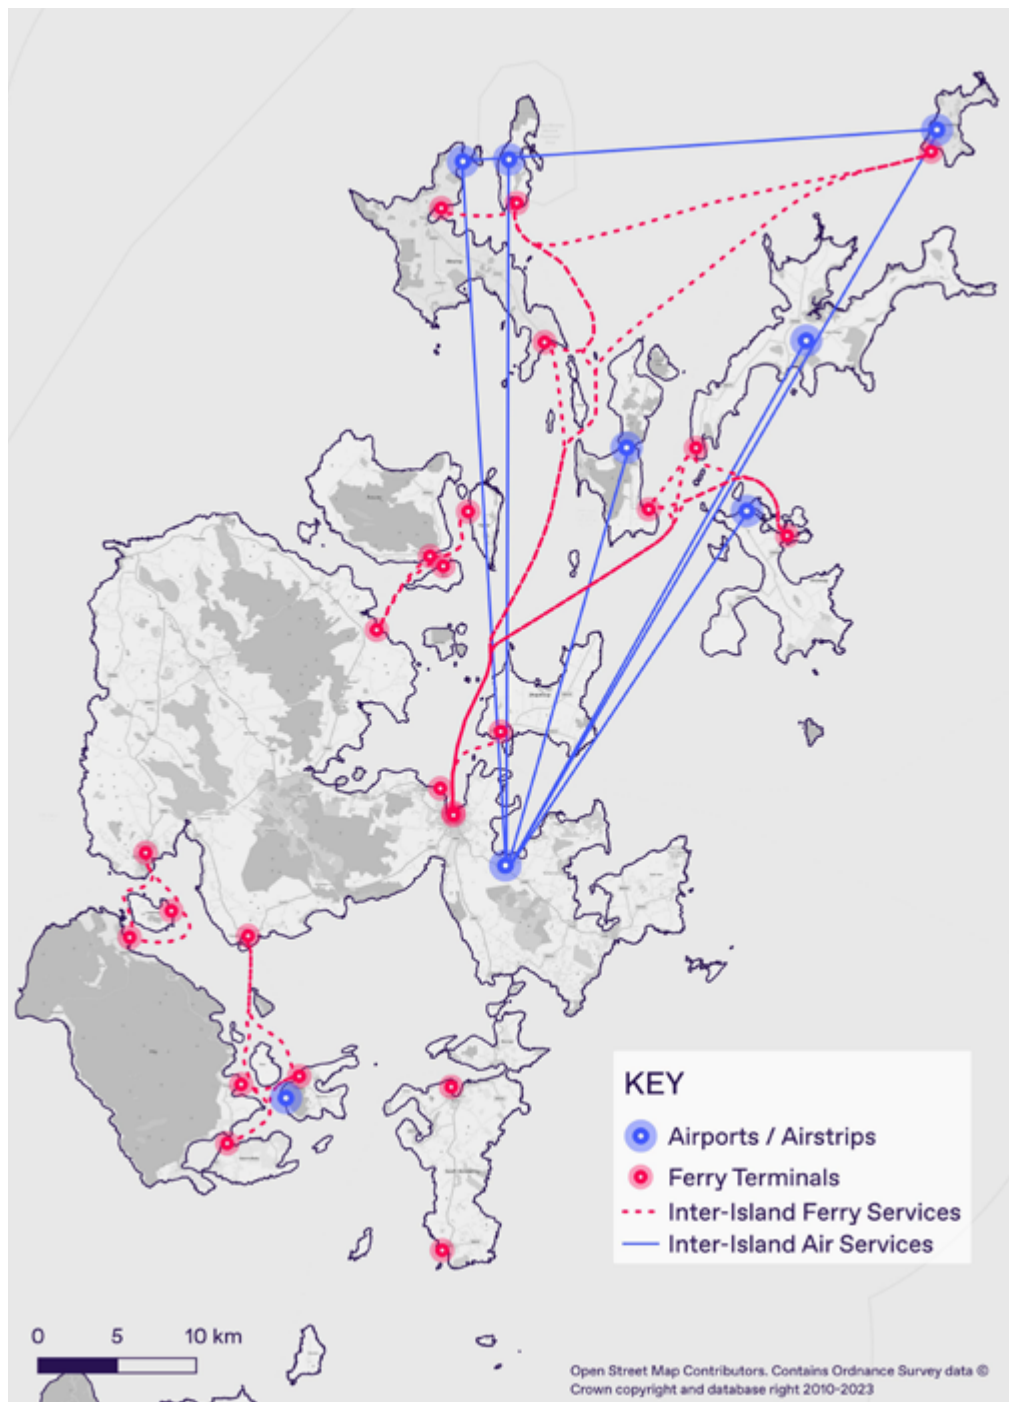 KEY
Airports / Airstrips
Ferry Terminals
Inter-Island Ferry Services
Inter-Island Air Services
0 5 10 km
Open Street Map Contributors. Contains Ordnance Survey data ©
Crown copyright and database right 2010-2023